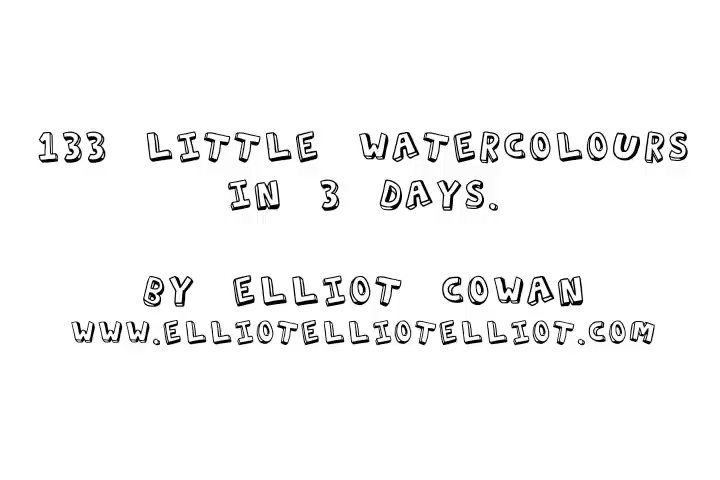 133 LITTLE WATERCOLOURS
IN 3 DAYS.
BY ELLIOT COWAN
WWW.ELLIOTELLIOTELLIOT.COM